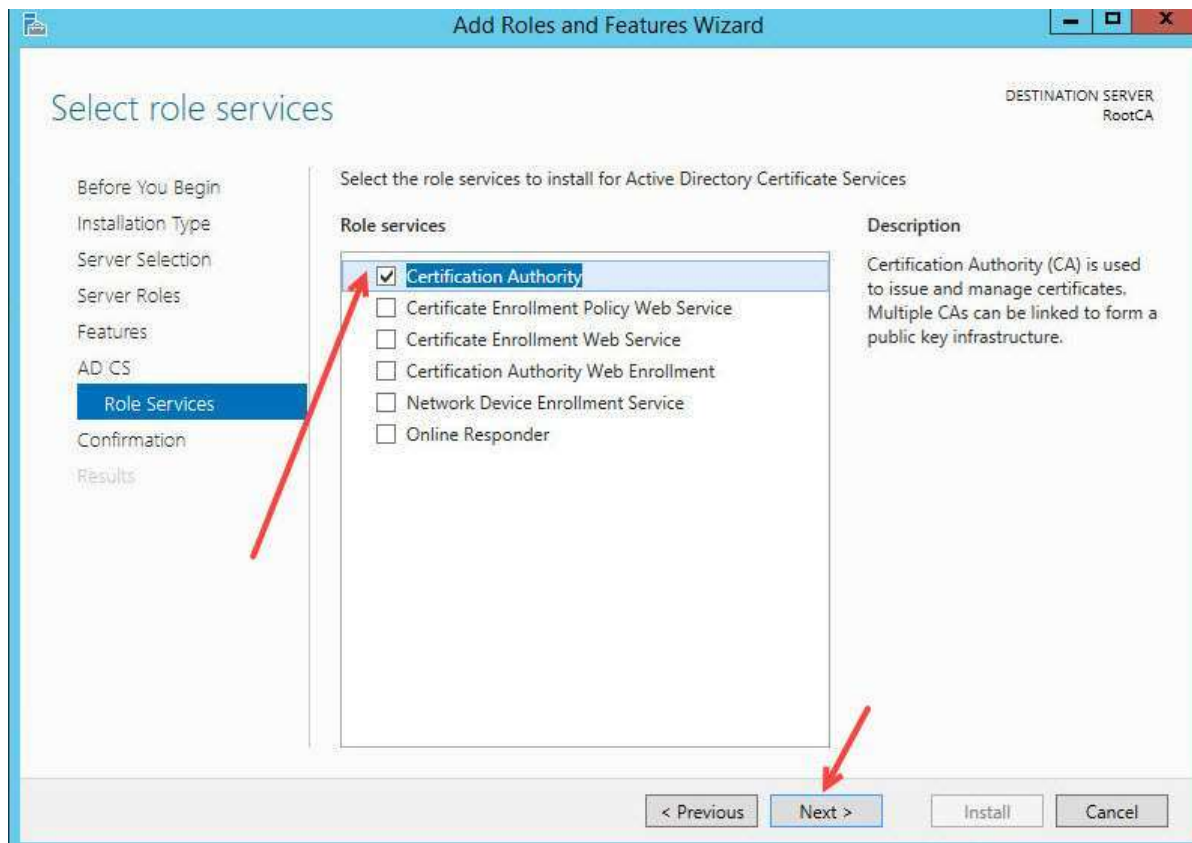 Add Roles and Features Wizard
Select role services
DESTINATION SERVER
RootCA
Before You Begin
Installation Type
Server Selection
Server Roles
Features
AD CS
Role Services
Confirmation
Results
Select the role services to install for Active Directory Certificate Services
Role services
Certification Authority
Certificate Enrollment Policy Web Service
Certificate Enrollment Web Service
Certification Authority Web Enrollment
Network Device Enrollment Service
Online Responder
Description
Certification Authority (CA) is used
to issue and manage certificates.
Multiple CAs can be linked to form a
public key infrastructure.
< Previous
Next >
Install
Cancel